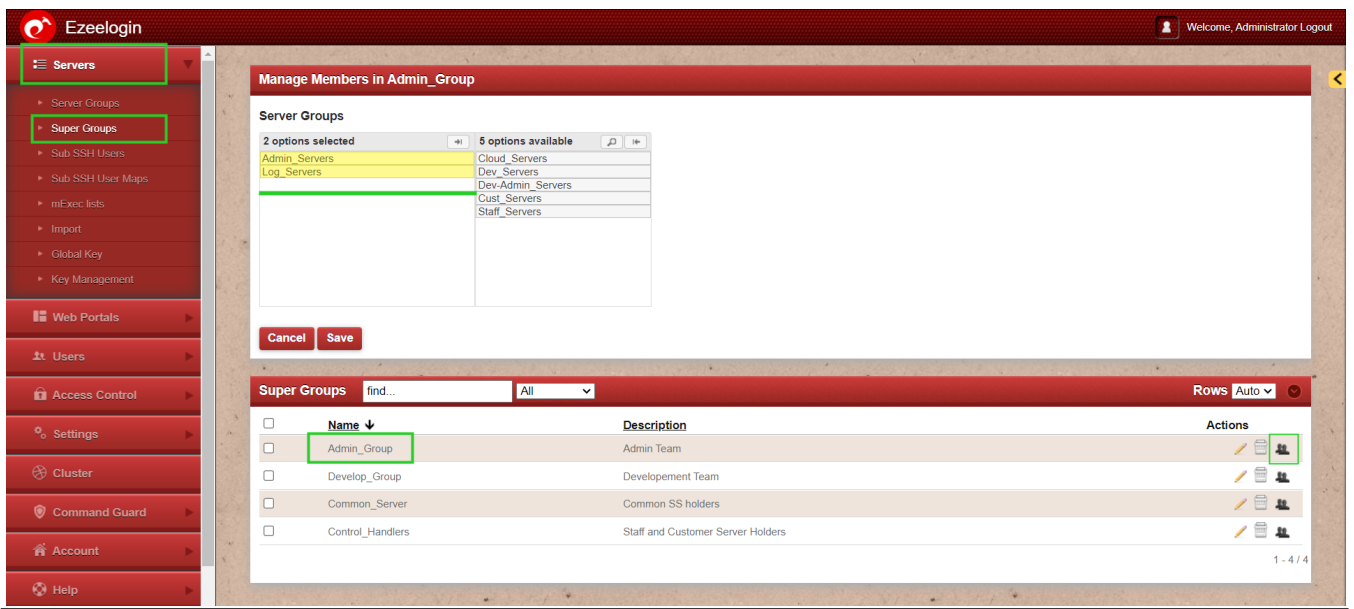 Ezeelogin
Welcome, Administrator Logout
Servers
Server Groups
Super Groups
Sub SSH Users
Sub SSH User Maps
mExec lists
Import
Global Key
Key Management
Web Portals
Users
Access Control
Settings
Cluster
Command Guard
Account
Help
Manage Members in Admin_Group
Server Groups
2 options selected
5 options available
Admin_Servers
Log_Servers
Cloud_Servers
Dev_Servers
Dev-Admin_Servers
Cust_Servers
Staff_Servers
Cancel Save
Super Groups find... All Rows Auto
Name Description Actions
Admin_Group Admin Team
Develop_Group Developement Team
Common_Server Common SS holders
Control_Handlers Staff and Customer Server Holders
1 - 4 / 4